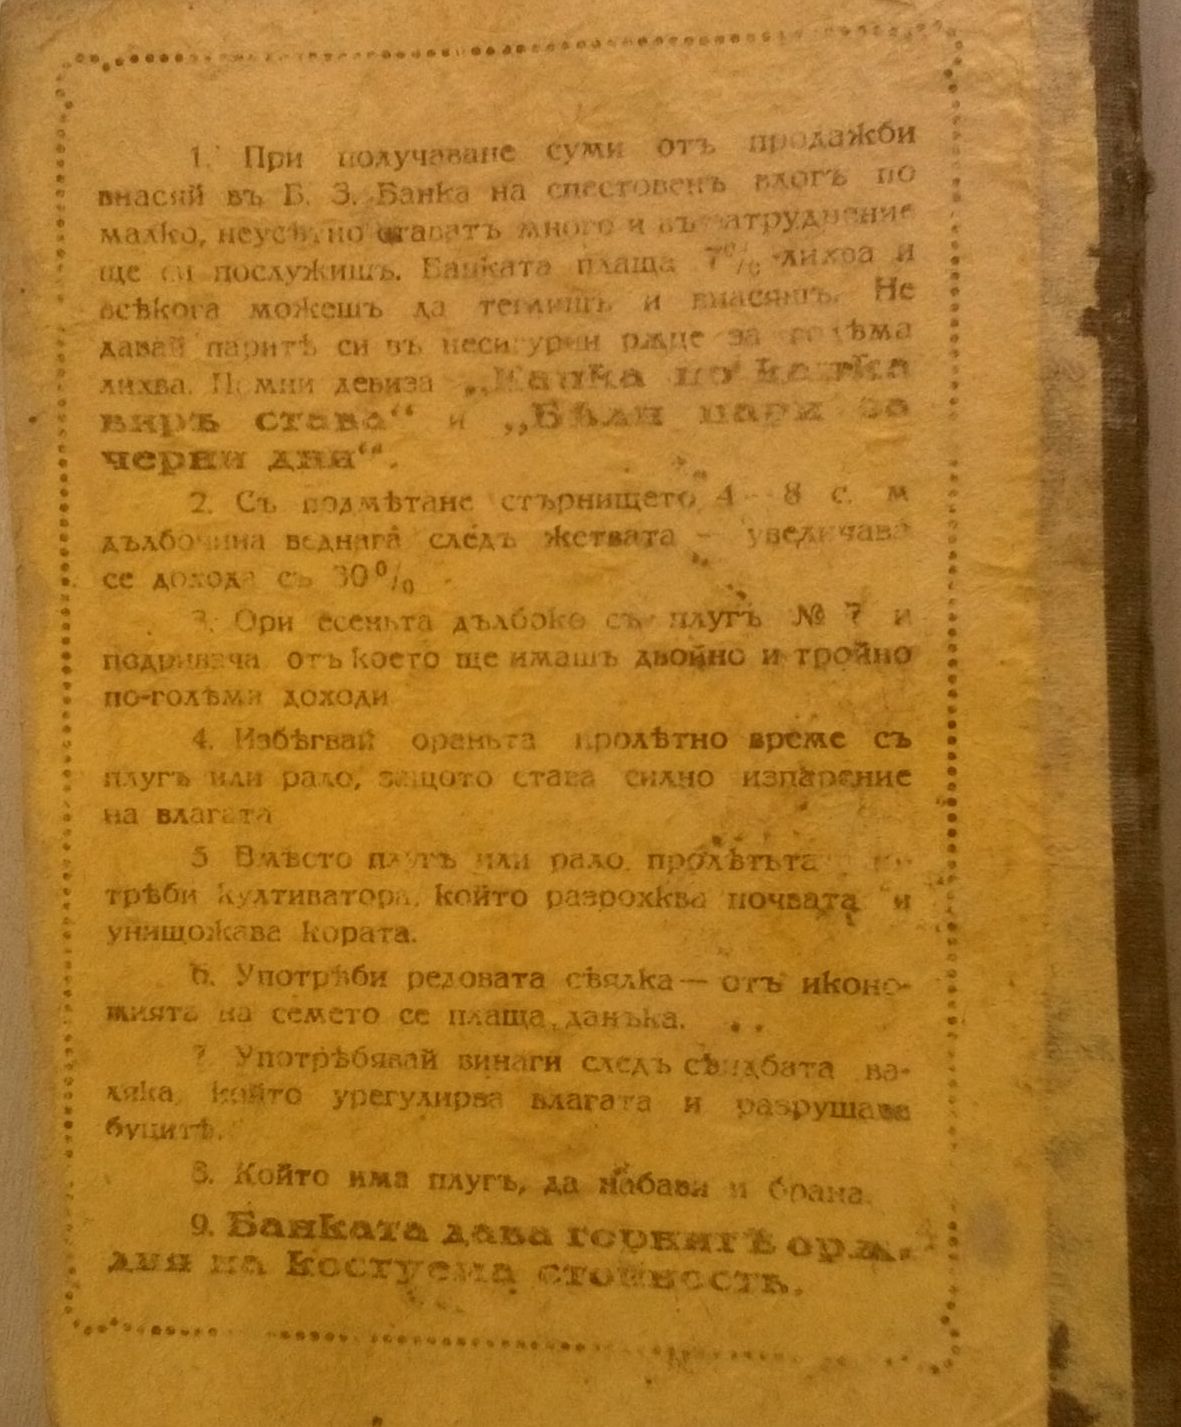 1. При получаване суми отъ продажби
внасяй въ Б. З. Банка на спестовенъ влогъ по
малко, неусѣтно стават много и въ затруднение
ще си послужишъ. Банката плаща 7% лихва и
всѣкога можешъ да теглишъ и внасяшъ. Не
давай паритѣ си въ несигурни рѫце за голѣма
лихва. Помни девиза „Капка по капка
виръ става“ и „Бѣли пари за
черни дни“.
2. Съ подмѣтане стърнището 4—8 с. м
дълбочина веднага следъ жетвата — увеличава
се дохода съ 30%
3. Ори есеньта дълбоко съ плугъ № 7 и
подривача отъ което ще имашъ двойно и тройно
по-голѣми доходи
4. Избѣгвай ораньта пролѣтно време съ
плугъ или рало, защото става силно изпарение
на влагата
5 Вмѣсто плугъ или рало, пролѣтьта
трѣби култиватора, който разрохква почвата и
унищожава кората.
6. Употрѣби редовата сѣялка — отъ иконо-
мията на семето се плаща данъка.
7 Употрѣбявай винаги следъ сѣидбата ва-
ляка, който урегулирва влагата и разрушава
буцитѣ.
8. Който има плугъ, да набави и брана.
9. Банката дава горнитѣ орѫ-
дия на костуема стойность.